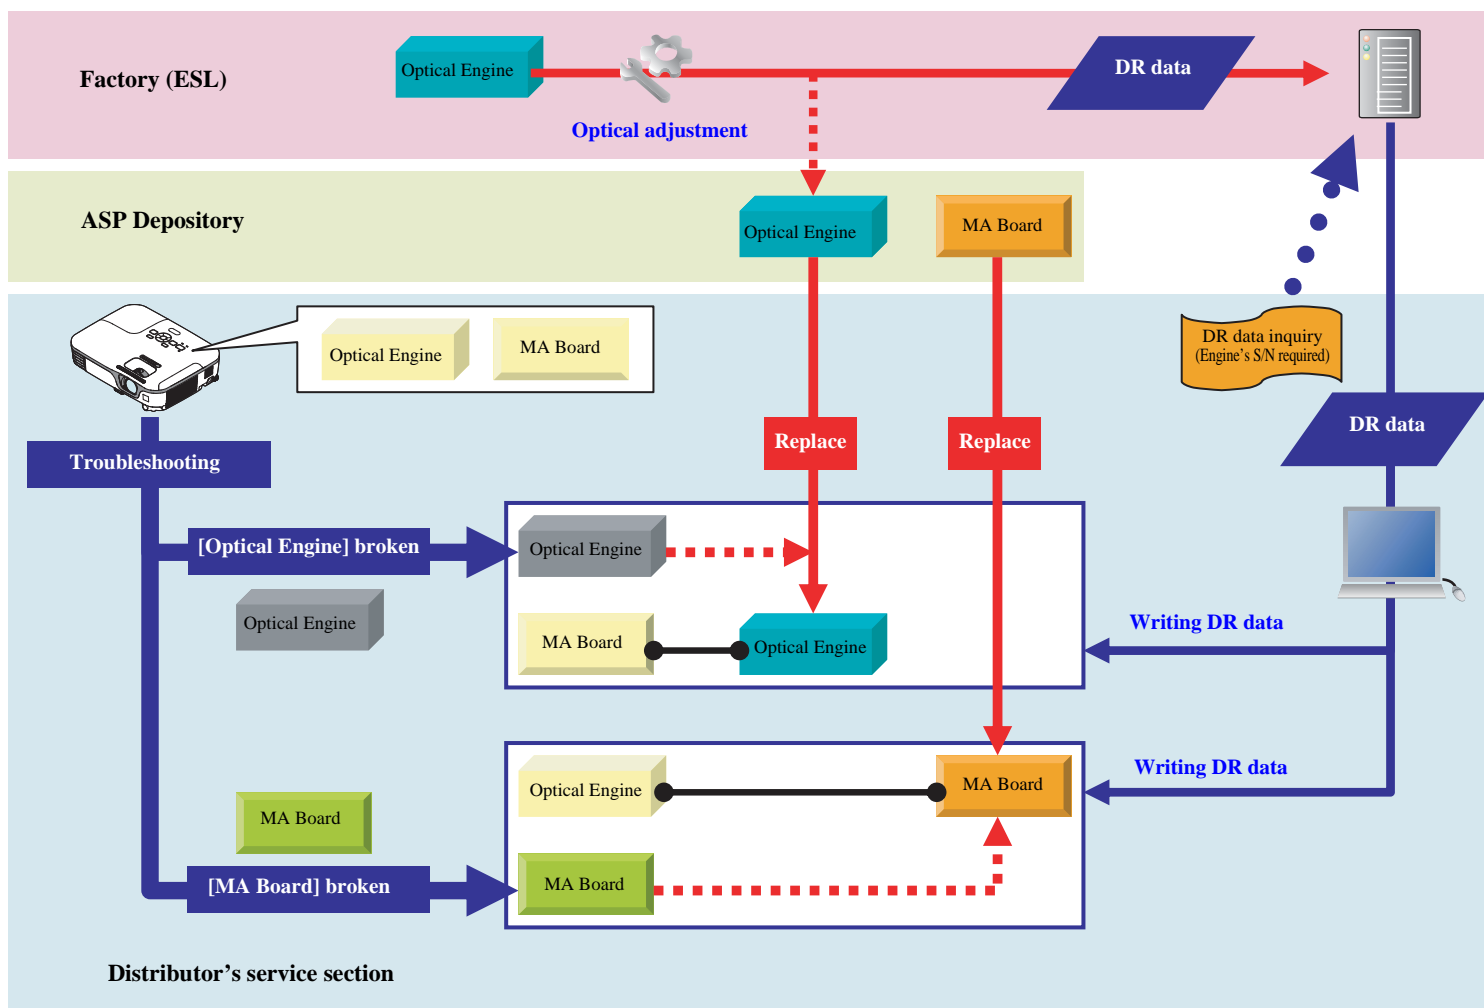 Factory (ESL)
Optical Engine
Optical adjustment
DR data
ASP Depository
Optical Engine
MA Board
Optical Engine
MA Board
DR data inquiry
(Engine's S/N required)
Troubleshooting
Replace
Replace
DR data
[Optical Engine] broken
Optical Engine
Optical Engine
MA Board
Optical Engine
Writing DR data
Optical Engine
MA Board
Writing DR data
MA Board
[MA Board] broken
MA Board
Distributor's service section